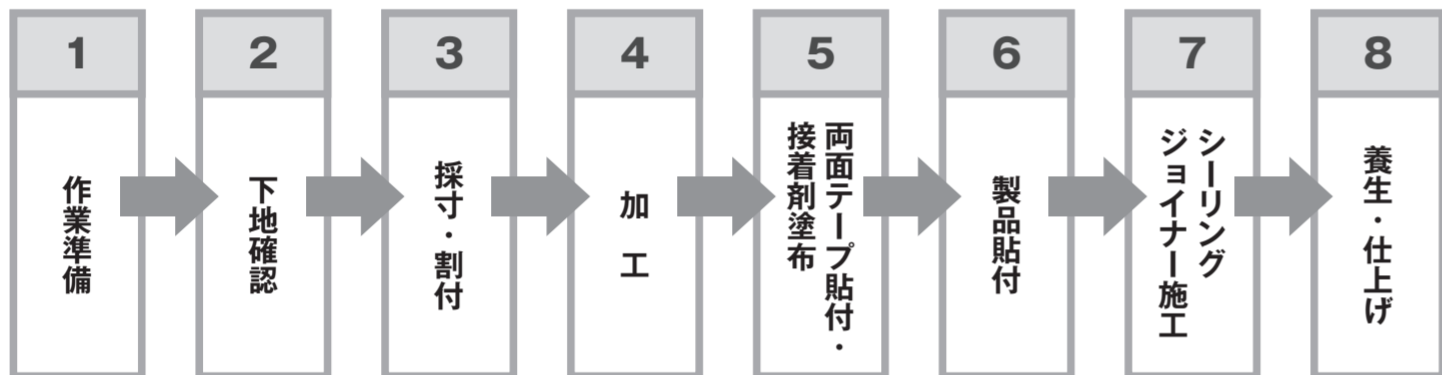 1
作業準備
2
下地確認
3
採寸・割付
4
加工
5
両面テープ貼付・
接着剤塗布
6
製品貼付
7
シーリング
ジョイナー施工
8
養生・仕上げ